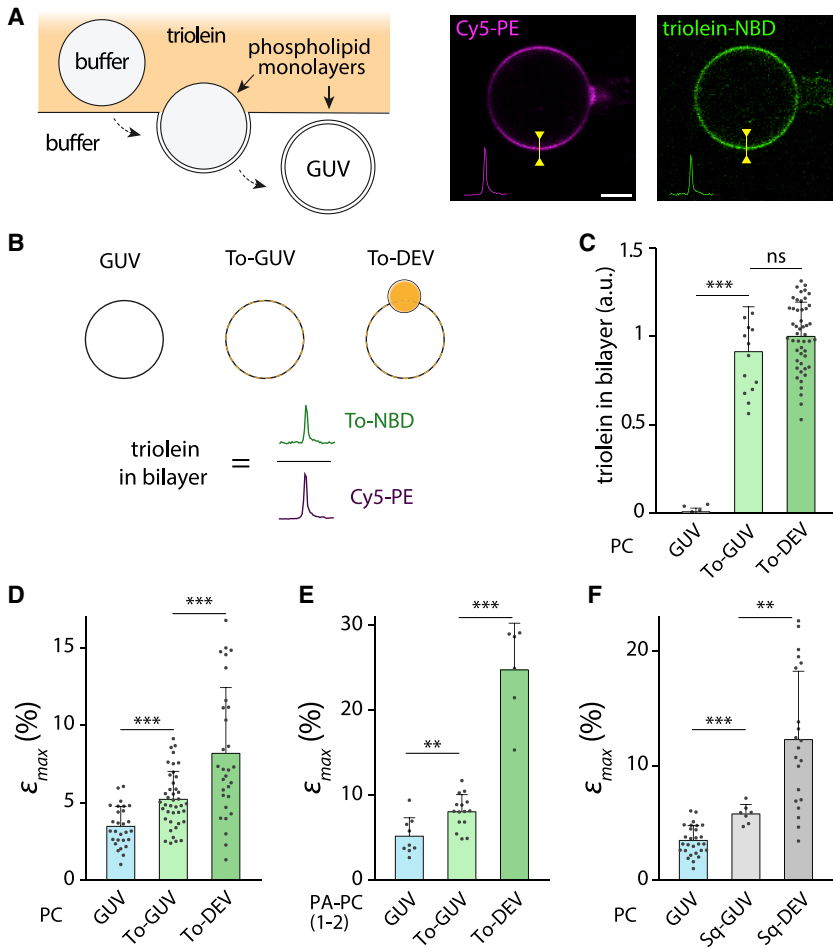 A
buffer
triolein
phospholipid
monolayers
buffer
GUV
Cy5-PE
triolein-NBD
B
GUV
To-GUV
To-DEV
triolein
in bilayer
=
To-NBD
Cy5-PE
C
triolein in bilayer (a.u.)
1.5
1
0.5
0
***
ns
PC
GUV
To-GUV
To-DEV
D
εmax (%)
15
10
5
0
***
***
PC
GUV
To-GUV
To-DEV
E
εmax (%)
30
20
10
0
**
***
PA-PC
(1-2)
GUV
To-GUV
To-DEV
F
εmax (%)
20
10
0
***
**
PC
GUV
Sq-GUV
Sq-DEV